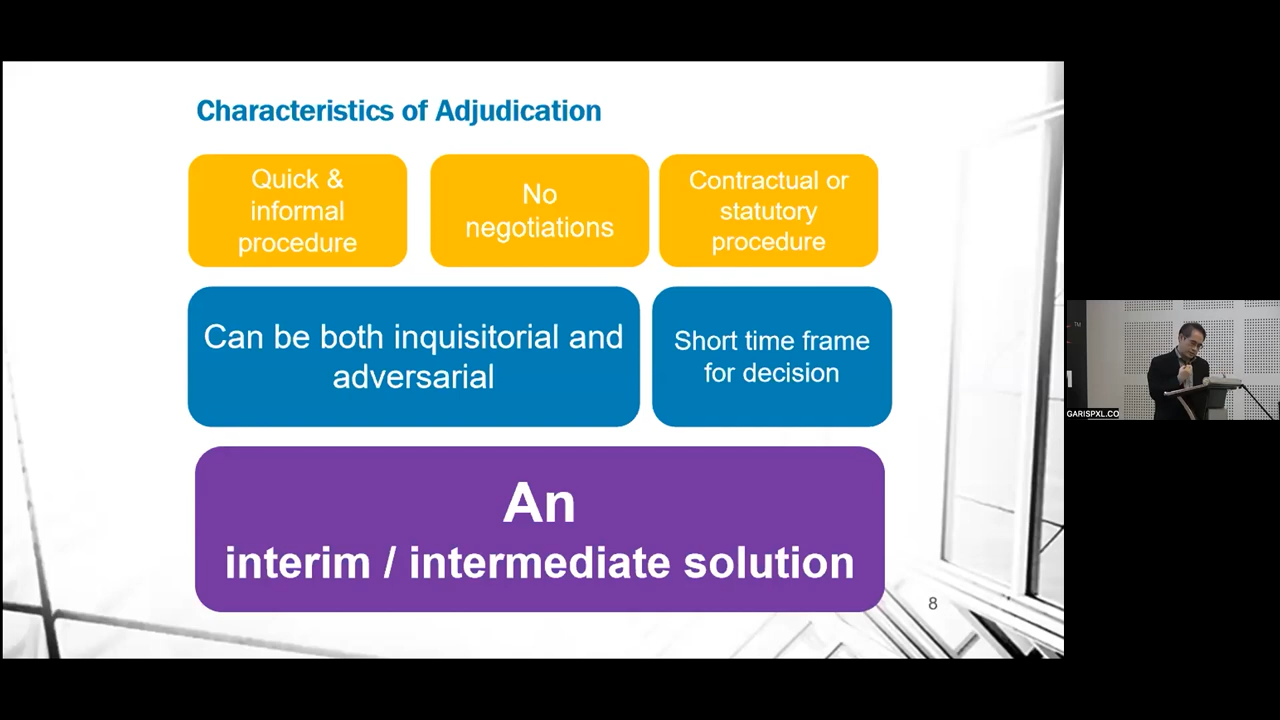 Characteristics of Adjudication
Quick &
informal
procedure
No
negotiations
Contractual or
statutory
procedure
Can be both inquisitorial and
adversarial
Short time frame
for decision
An
interim / intermediate solution
8
TM
M
GARISPXL.CO